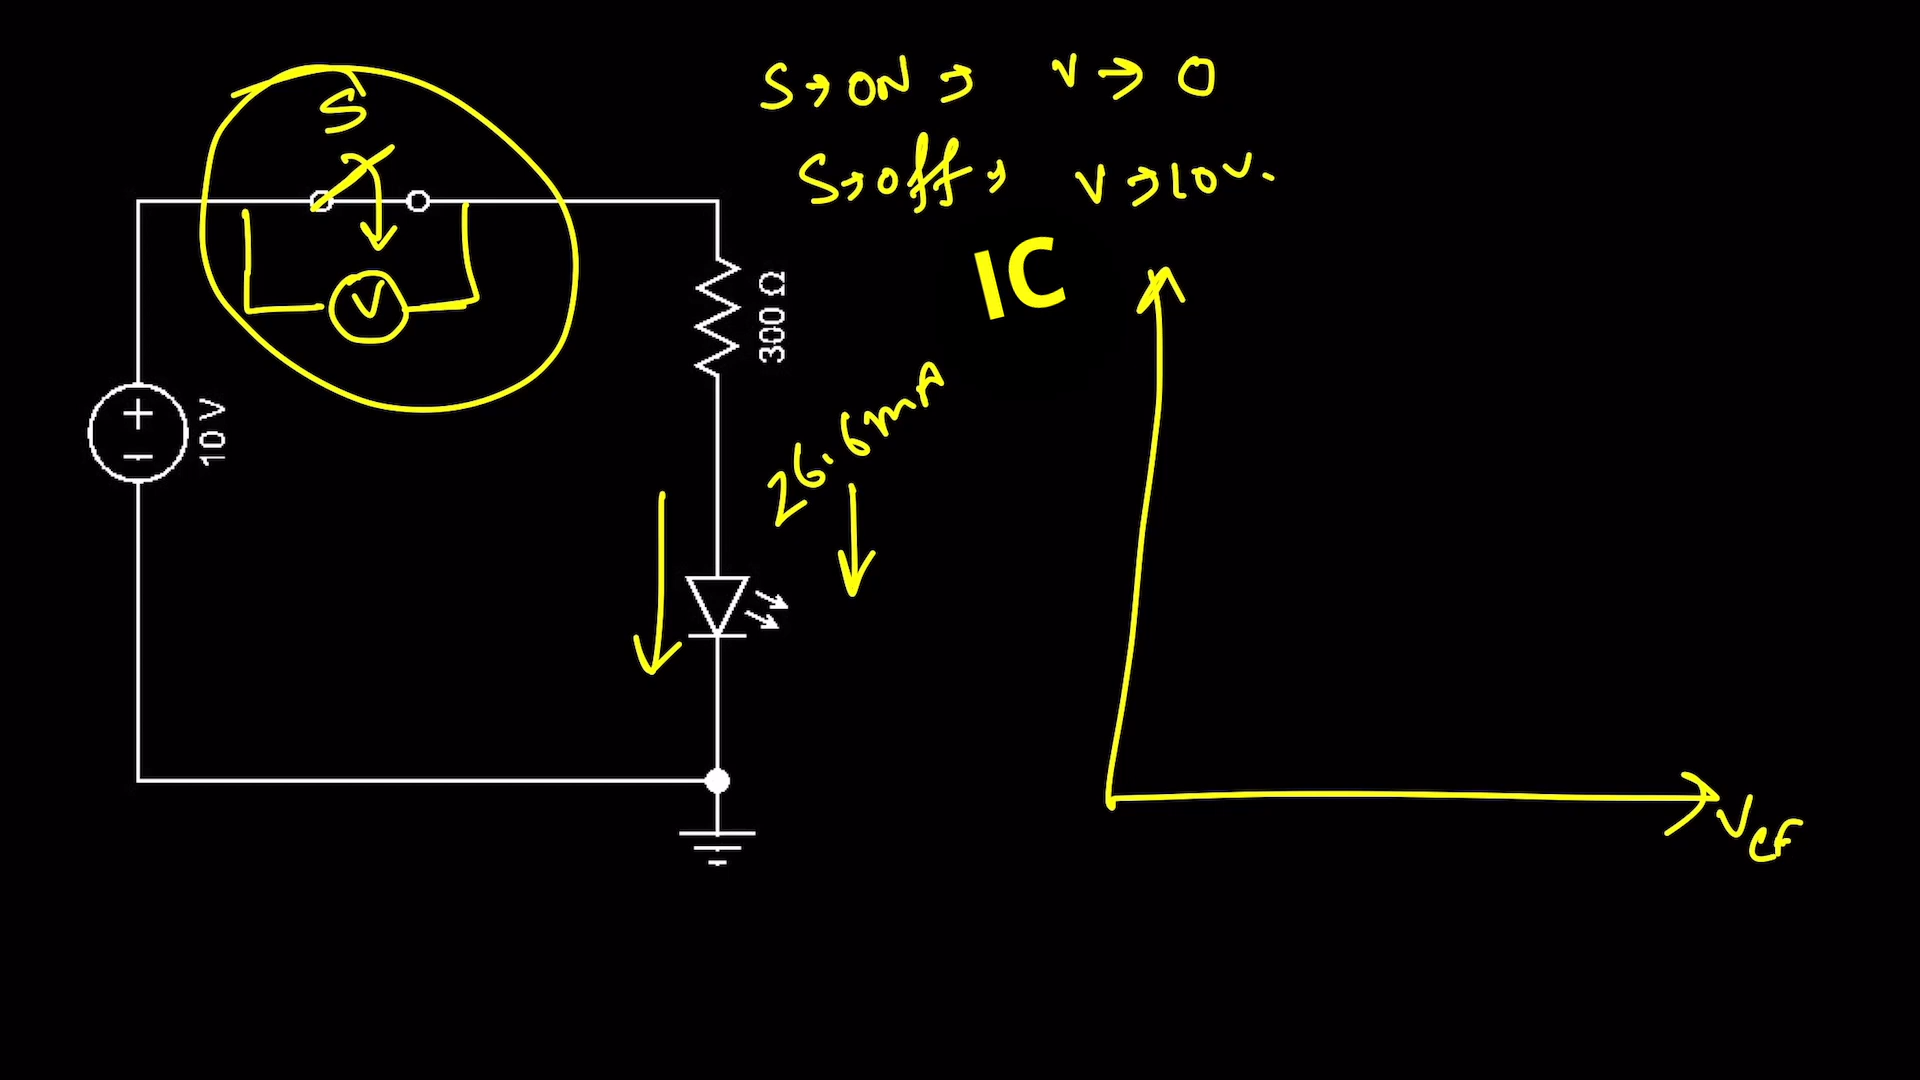 S→ON→ V→0
S→off→ V→10V.
S
IC
V
300 Ω
26.6mA
+
10 V
−
VCE